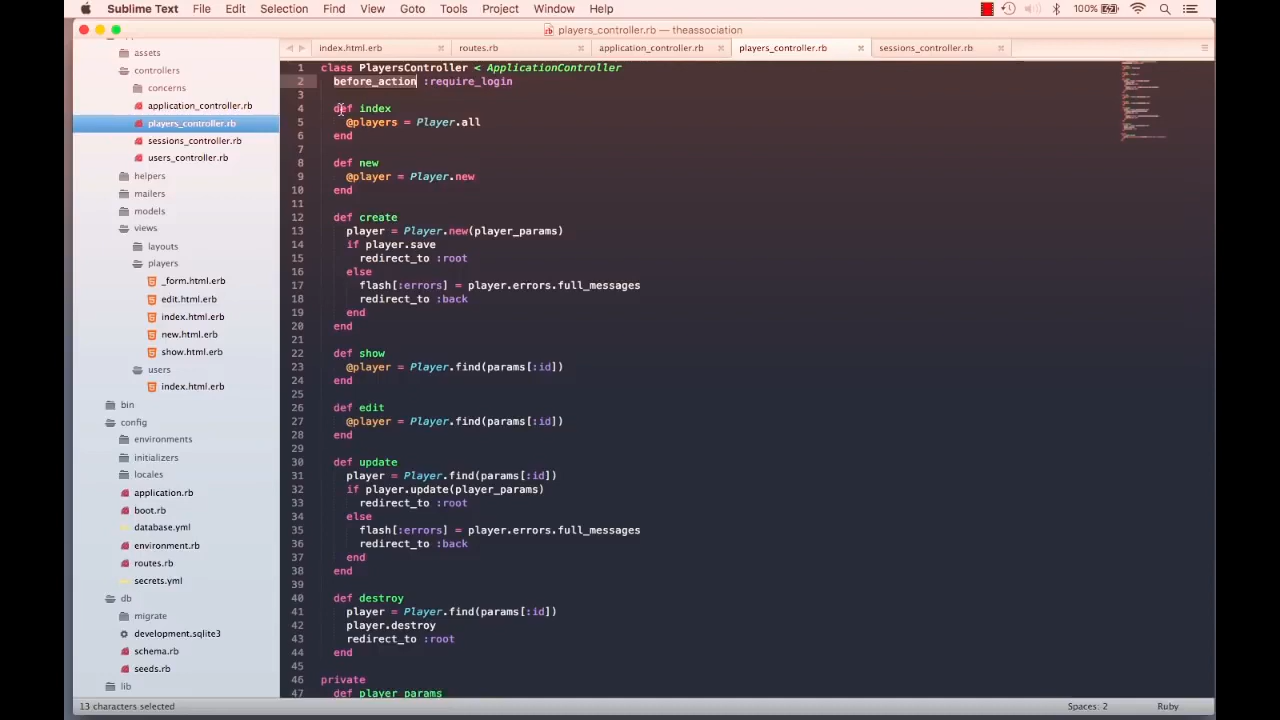 Sublime Text File Edit Selection Find View Goto Tools Project Window Help 100%
players_controller.rb — theassociation
index.html.erb routes.rb application_controller.rb players_controller.rb sessions_controller.rb
assets
controllers
concerns
application_controller.rb
players_controller.rb
sessions_controller.rb
users_controller.rb
helpers
mailers
models
views
layouts
players
_form.html.erb
edit.html.erb
index.html.erb
new.html.erb
show.html.erb
users
index.html.erb
bin
config
environments
initializers
locales
application.rb
boot.rb
database.yml
environment.rb
routes.rb
secrets.yml
db
migrate
development.sqlite3
schema.rb
seeds.rb
lib
1 class PlayersController < ApplicationController
2 before_action :require_login
3
4 def index
5 @players = Player.all
6 end
7
8 def new
9 @player = Player.new
10 end
11
12 def create
13 player = Player.new(player_params)
14 if player.save
15 redirect_to :root
16 else
17 flash[:errors] = player.errors.full_messages
18 redirect_to :back
19 end
20 end
21
22 def show
23 @player = Player.find(params[:id])
24 end
25
26 def edit
27 @player = Player.find(params[:id])
28 end
29
30 def update
31 player = Player.find(params[:id])
32 if player.update(player_params)
33 redirect_to :root
34 else
35 flash[:errors] = player.errors.full_messages
36 redirect_to :back
37 end
38 end
39
40 def destroy
41 player = Player.find(params[:id])
42 player.destroy
43 redirect_to :root
44 end
45
46 private
47 def player_params
13 characters selected Spaces: 2 Ruby